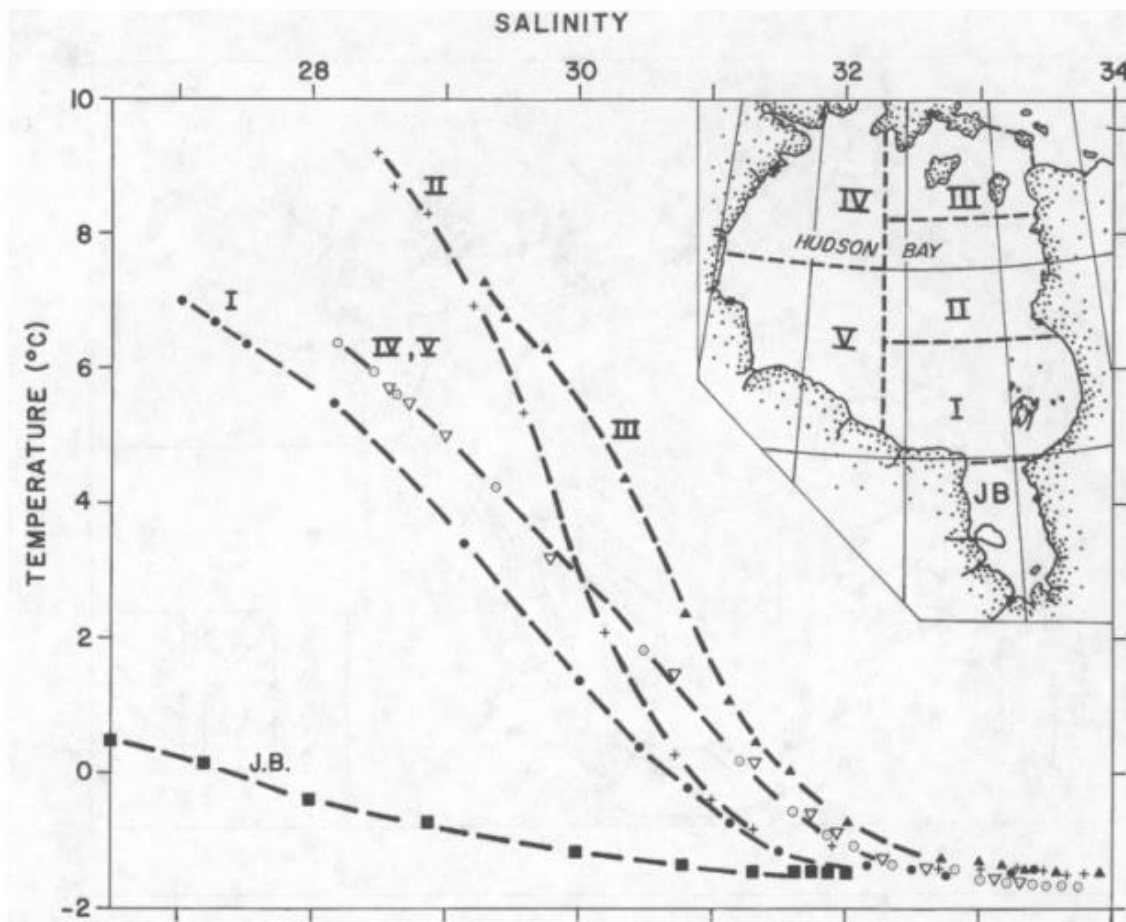 SALINITY
28 30 32 34
10
8
6
4
2
0
-2
TEMPERATURE (°C)
II
I
IV, V
III
J.B.
IV III
HUDSON BAY
II
V
I
JB